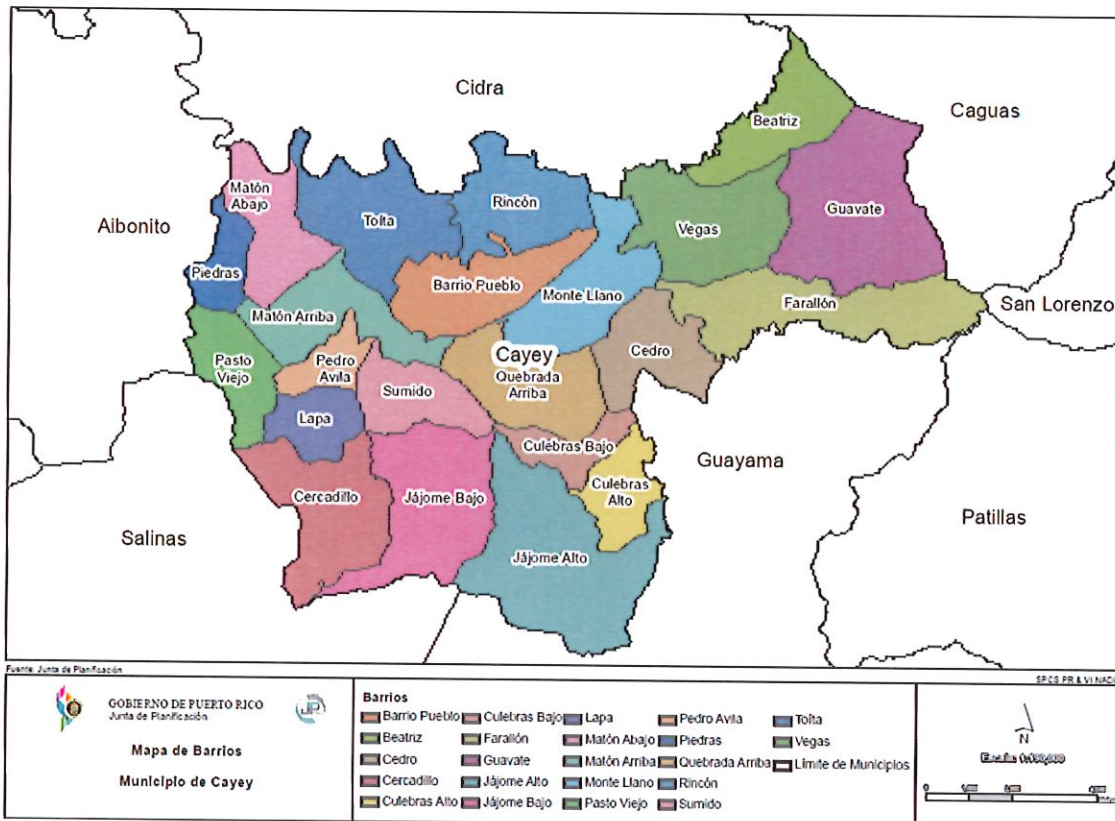 Cidra
Caguas
Beatriz
Matón
Abajo
Rincón
Guavate
Toíta
Aibonito
Vegas
Piedras
Barrio Pueblo
Monte Llano
Farallón
San Lorenzo
Matón Arriba
Pasto
Viejo
Pedro
Avila
Cayey
Cedro
Quebrada
Arriba
Sumido
Lapa
Culebras Bajo
Guayama
Culebras
Alto
Cercadillo
Jájome Bajo
Patillas
Salinas
Jájome Alto
Fuente: Junta de Planificación
GOBIERNO DE PUERTO RICO
Junta de Planificación
JP
Mapa de Barrios
Municipio de Cayey
Barrios
Barrio Pueblo Culebras Bajo Lapa Pedro Avila Toíta
Beatriz Farallón Matón Abajo Piedras Vegas
Cedro Guavate Matón Arriba Quebrada Arriba Límite de Municipios
Cercadillo Jájome Alto Monte Llano Rincón
Culebras Alto Jájome Bajo Pasto Viejo Sumido
N